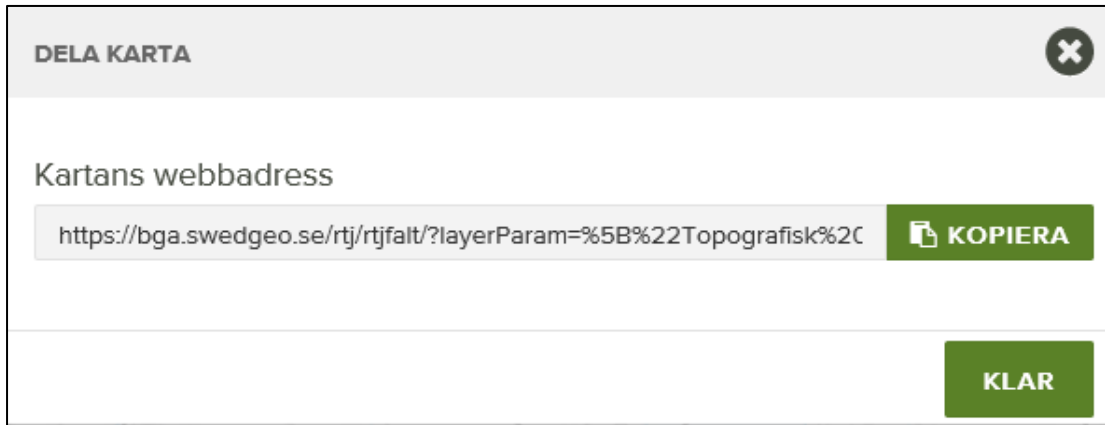 DELA KARTA
Kartans webbadress
https://bga.swedgeo.se/rtj/rtjfalt/?layerParam=%5B%22Topografisk%2C KOPIERA
KLAR